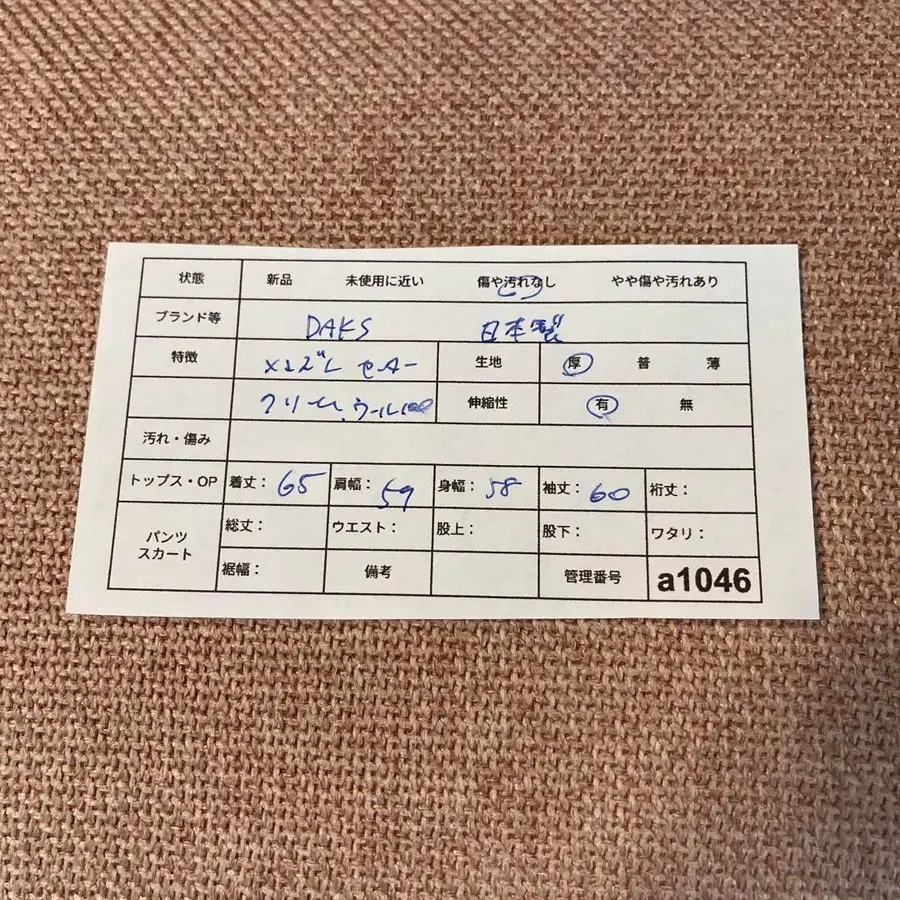 状態 新品 未使用に近い 傷や汚れなし やや傷や汚れあり
ブランド等 DAKS 日本製
特徴 セーター 生地 厚 普 薄
クリーム、ウール100 伸縮性 有 無
汚れ・傷み
トップス・OP 着丈: 65 肩幅: 59 身幅: 58 袖丈: 60 裄丈:
パンツ スカート 総丈: ウエスト: 股上: 股下: ワタリ:
裾幅: 備考 管理番号 a1046